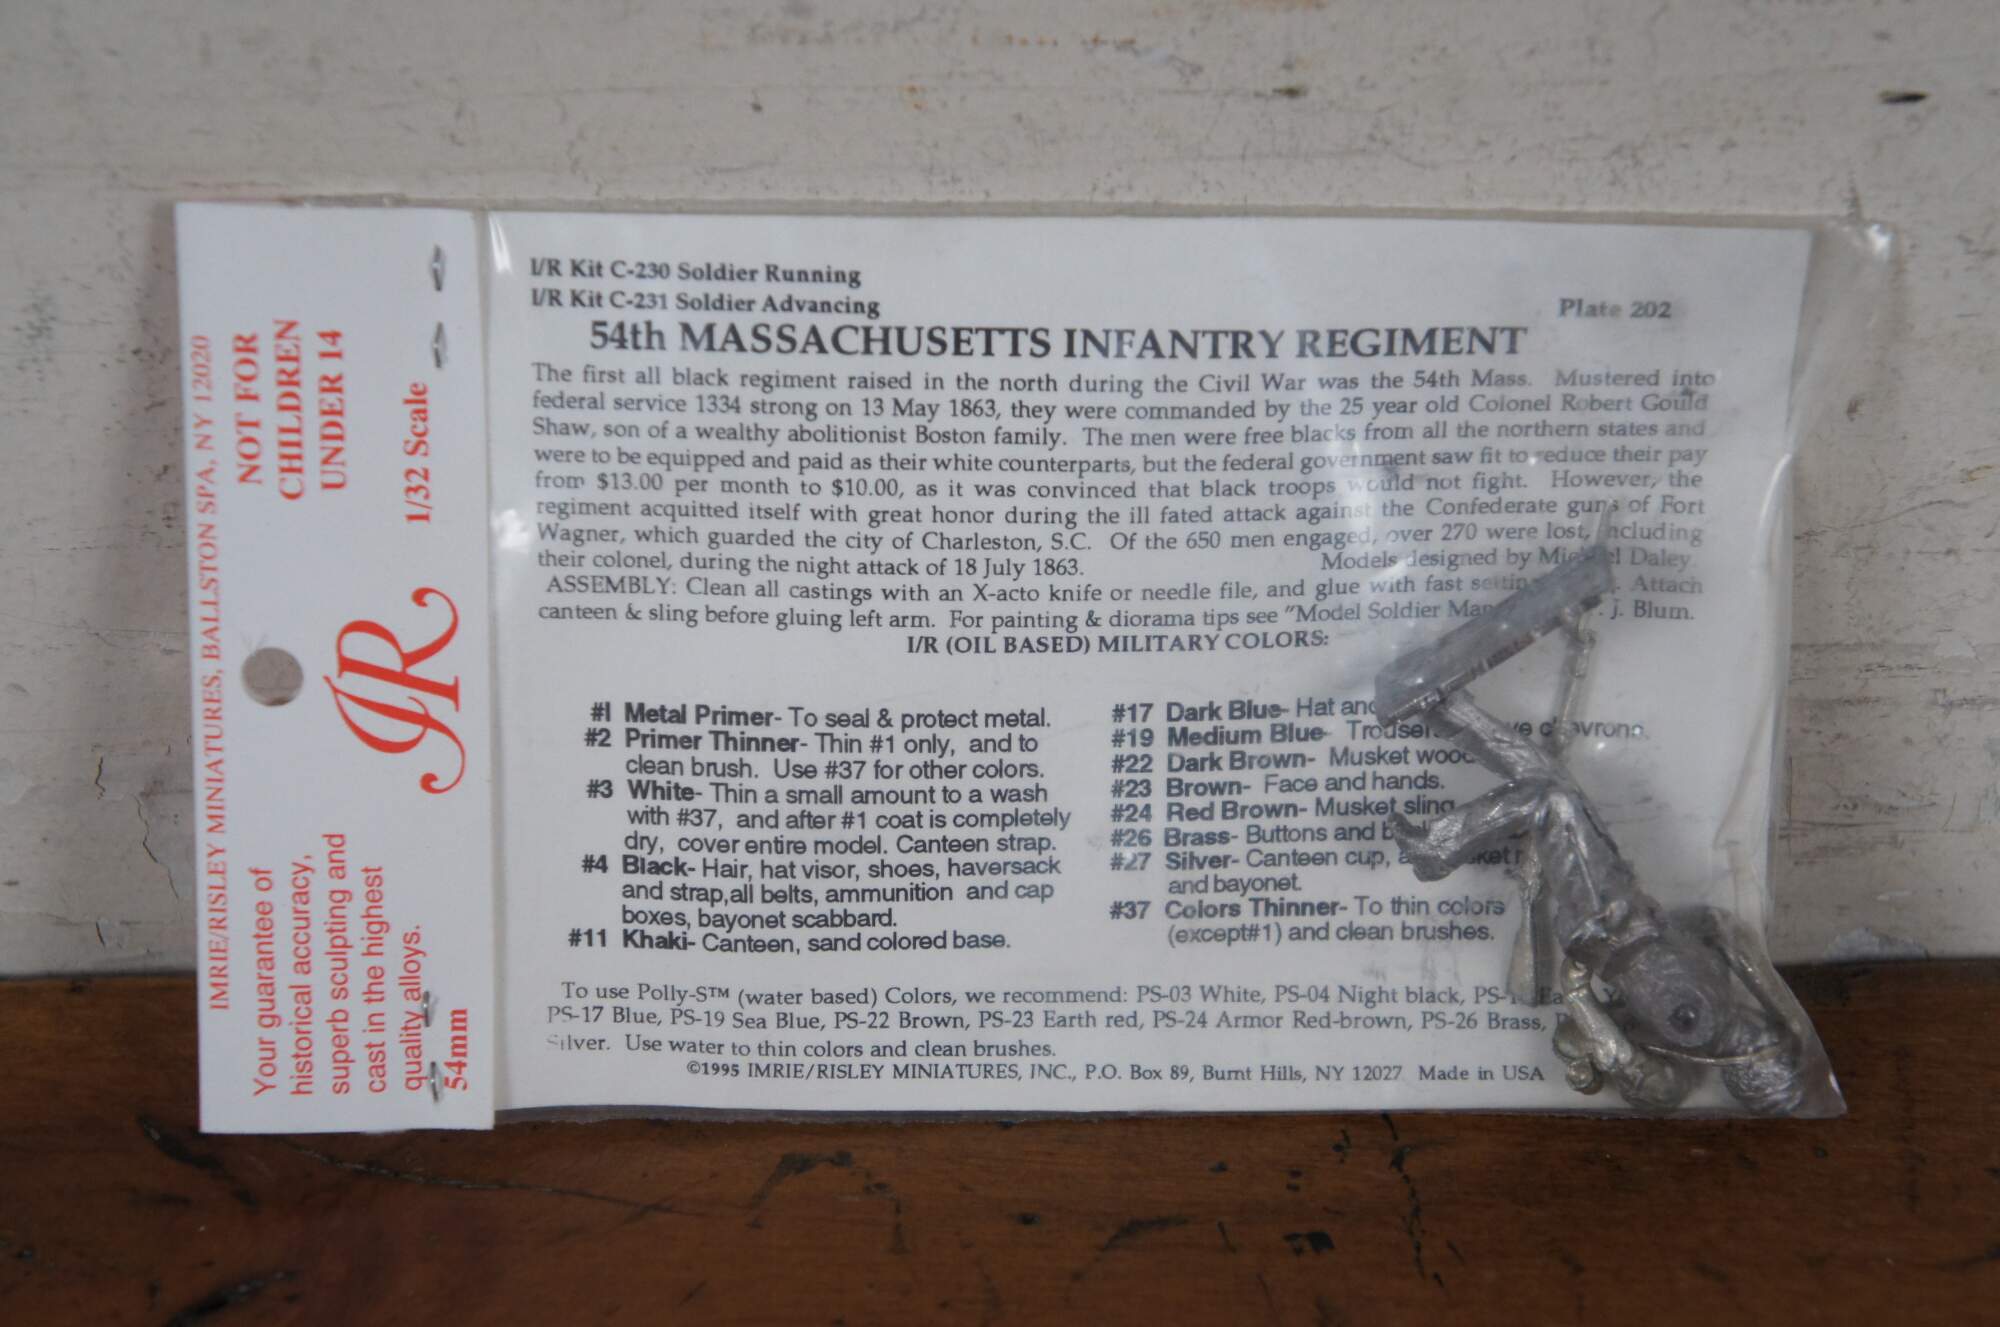 IMRIE/RISLEY MINIATURES, BALLSTON SPA, NY 12020
NOT FOR
CHILDREN
UNDER 14
1/32 Scale
IR
Your guarantee of
historical accuracy,
superb sculpting and
cast in the highest
quality alloys.
54mm
I/R Kit C-230 Soldier Running
I/R Kit C-231 Soldier Advancing
Plate 202
54th MASSACHUSETTS INFANTRY REGIMENT
The first all black regiment raised in the north during the Civil War was the 54th Mass. Mustered into
federal service 1334 strong on 13 May 1863, they were commanded by the 25 year old Colonel Robert Gould
Shaw, son of a wealthy abolitionist Boston family. The men were free blacks from all the northern states and
were to be equipped and paid as their white counterparts, but the federal government saw fit to reduce their pay
from $13.00 per month to $10.00, as it was convinced that black troops would not fight. However, the
regiment acquitted itself with great honor during the ill fated attack against the Confederate guns of Fort
Wagner, which guarded the city of Charleston, S.C. Of the 650 men engaged, over 270 were lost, including
their colonel, during the night attack of 18 July 1863. Models designed by Daley.
ASSEMBLY: Clean all castings with an X-acto knife or needle file, and glue with fast Attach
canteen & sling before gluing left arm. For painting & diorama tips see "Model Soldier J. Blum.
I/R (OIL BASED) MILITARY COLORS:
#1 Metal Primer- To seal & protect metal.
#2 Primer Thinner- Thin #1 only, and to
clean brush. Use #37 for other colors.
#3 White- Thin a small amount to a wash
with #37, and after #1 coat is completely
dry, cover entire model. Canteen strap.
#4 Black- Hair, hat visor, shoes, haversack
and strap,all belts, ammunition and cap
boxes, bayonet scabbard.
#11 Khaki- Canteen, sand colored base.
#17 Dark Blue- Hat and
#19 Medium Blue-
#22 Dark Brown- Musket
#23 Brown- Face and hands.
#24 Red Brown- Musket sling
#26 Brass- Buttons and
#27 Silver- Canteen cup,
and bayonet.
#37 Colors Thinner- To thin colors
(except#1) and clean brushes.
To use Polly-S™ (water based) Colors, we recommend: PS-03 White, PS-04 Night black,
PS-17 Blue, PS-19 Sea Blue, PS-22 Brown, PS-23 Earth red, PS-24 Armor Red-brown, PS-26 Brass,
Silver. Use water to thin colors and clean brushes.
©1995 IMRIE/RISLEY MINIATURES, INC., P.O. Box 89, Burnt Hills, NY 12027 Made in USA